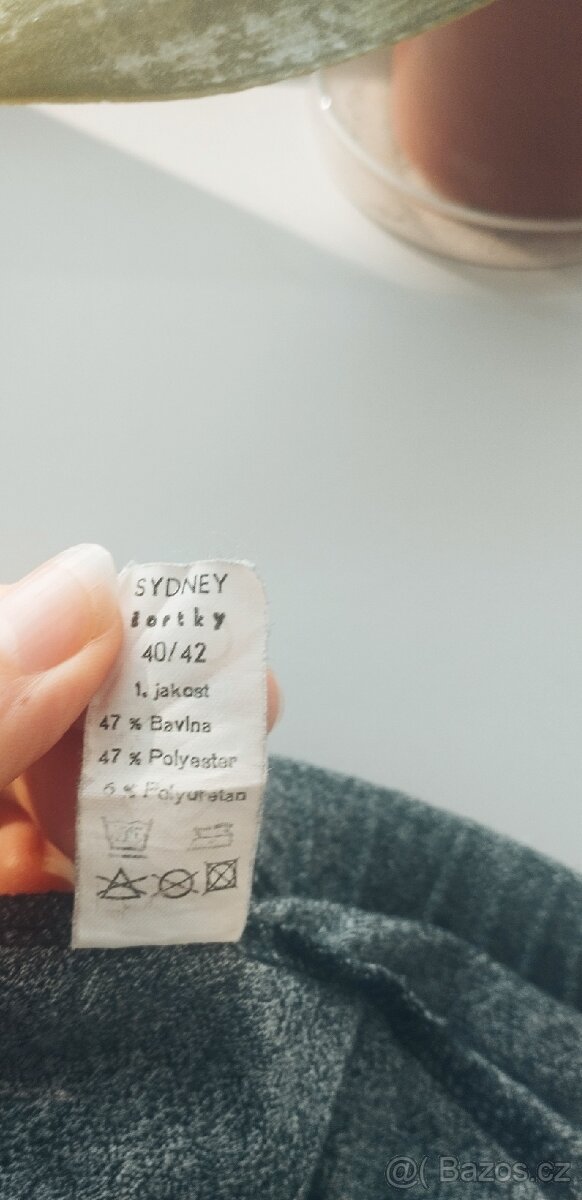 SYDNEY
šortky
40/42
1. jakost
47 % Bavlna
47 % Polyester
6 % Polyuretan
@( Bazos.cz